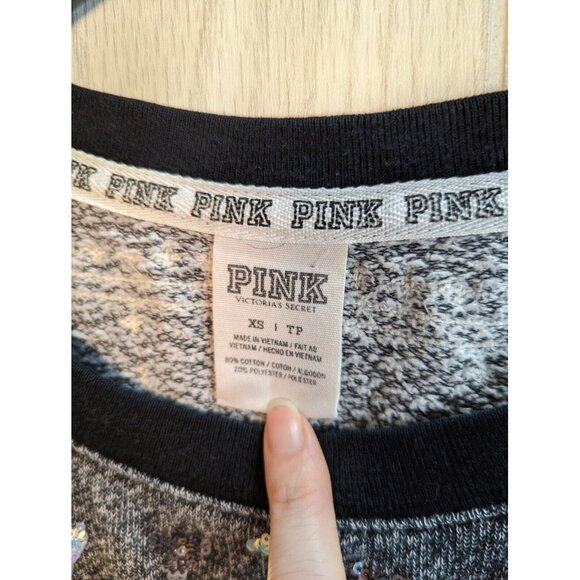 PINK PINK PINK PINK
PINK
VICTORIA'S SECRET
XS | TP
MADE IN VIETNAM / FAIT AU
VIETNAM / HECHO EN VIETNAM
80% COTTON / COTON / ALGODÓN
20% POLYESTER / POLIÉSTER